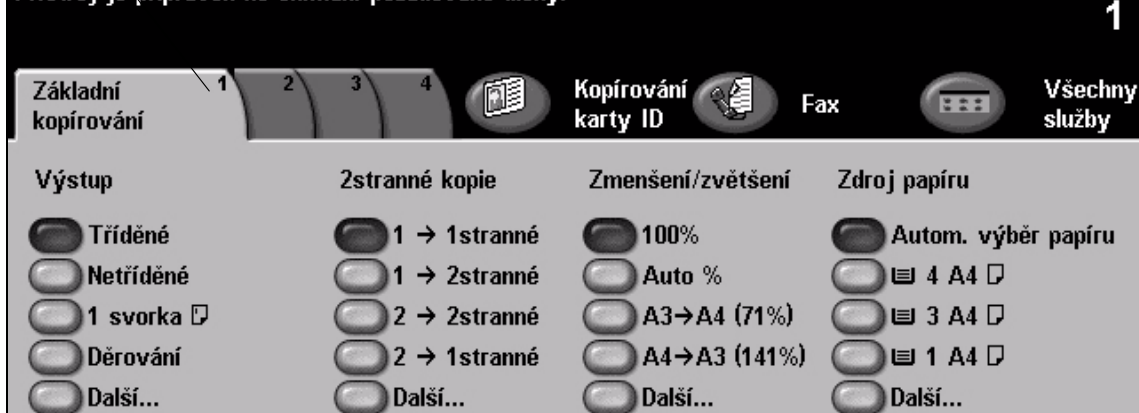 1
Základní kopírování
1
2
3
4
Kopírování karty ID
Fax
Všechny služby
Výstup
Tříděné
Netříděné
1 svorka
Děrování
Další...
2stranné kopie
1 → 1stranné
1 → 2stranné
2 → 2stranné
2 → 1stranné
Další...
Zmenšení/zvětšení
100%
Auto %
A3→A4 (71%)
A4→A3 (141%)
Další...
Zdroj papíru
Autom. výběr papíru
4 A4
3 A4
1 A4
Další...